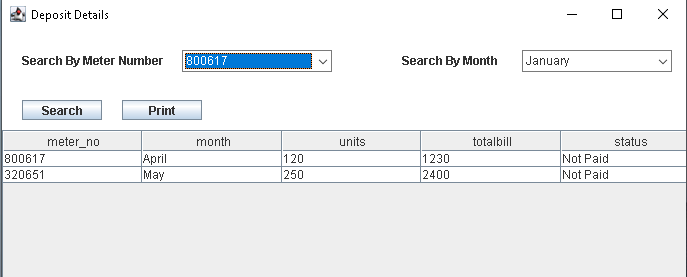 Deposit Details
Search By Meter Number 800617 Search By Month January
Search Print
meter_no month units totalbill status
800617 April 120 1230 Not Paid
320651 May 250 2400 Not Paid